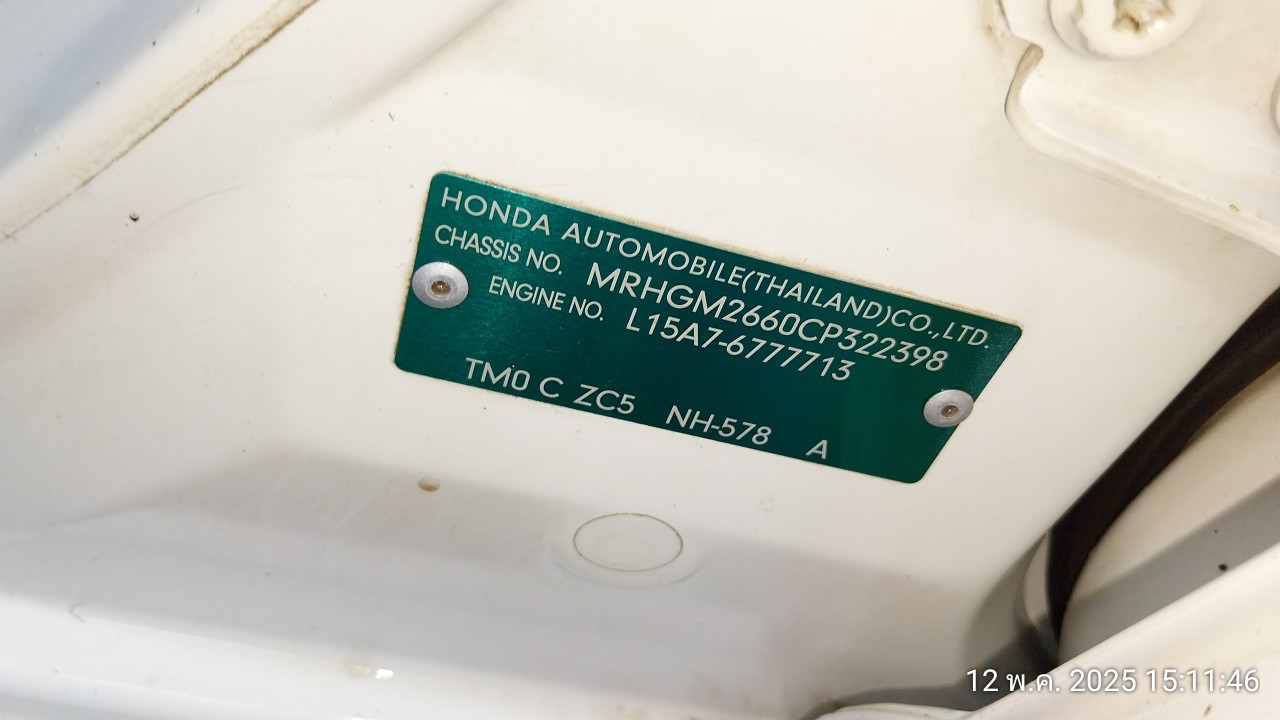 HONDA AUTOMOBILE(THAILAND)CO.,LTD.
CHASSIS NO. MRHGM2660CP322398
ENGINE NO. L15A7-6777713
TM0 C ZC5 NH-578 A
12 พ.ค. 2025 15:11:46